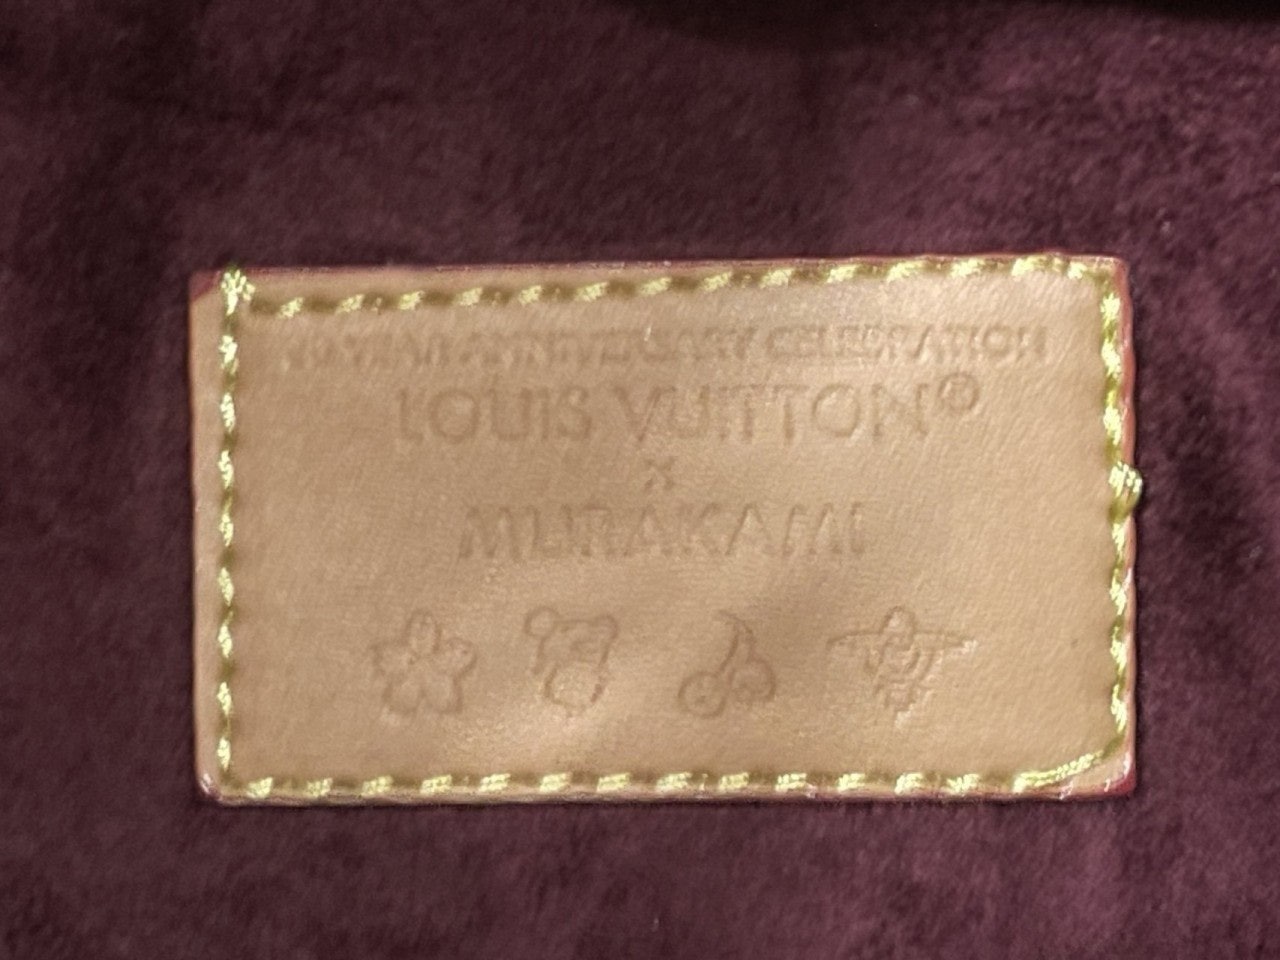 ANNIVERSARY CELEBRATION
LOUIS VUITTON®
X
MURAKAMI